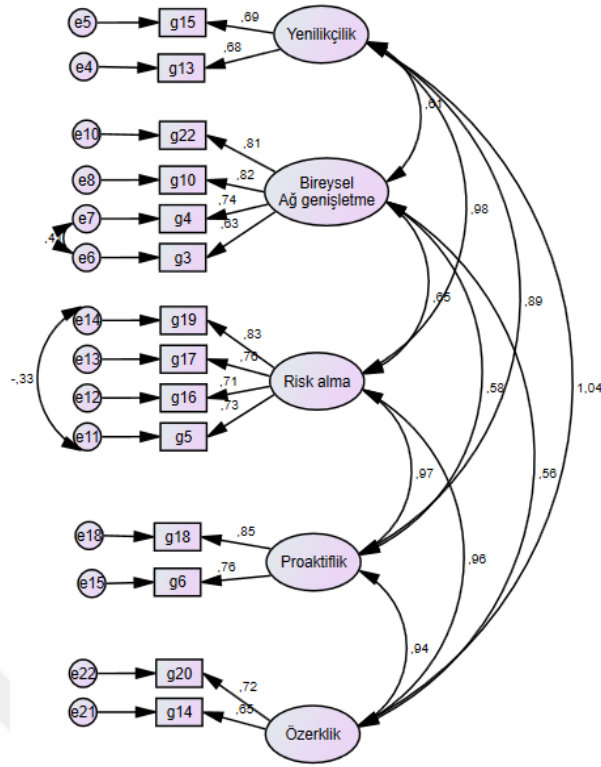 e5
g15
,69
Yenilikçilik
e4
g13
,68
,61
e10
g22
,81
e8
g10
,82
Bireysel
Ağ genişletme
e7
g4
,74
e6
g3
,63
,98
,65
,89
e14
g19
,83
e13
g17
,76
Risk alma
-,33
e12
g16
,71
e11
g5
,73
,58
1,04
,56
,97
,96
e18
g18
,85
Proaktiflik
e15
g6
,76
,94
e22
g20
,72
e21
g14
,65
Özerklik